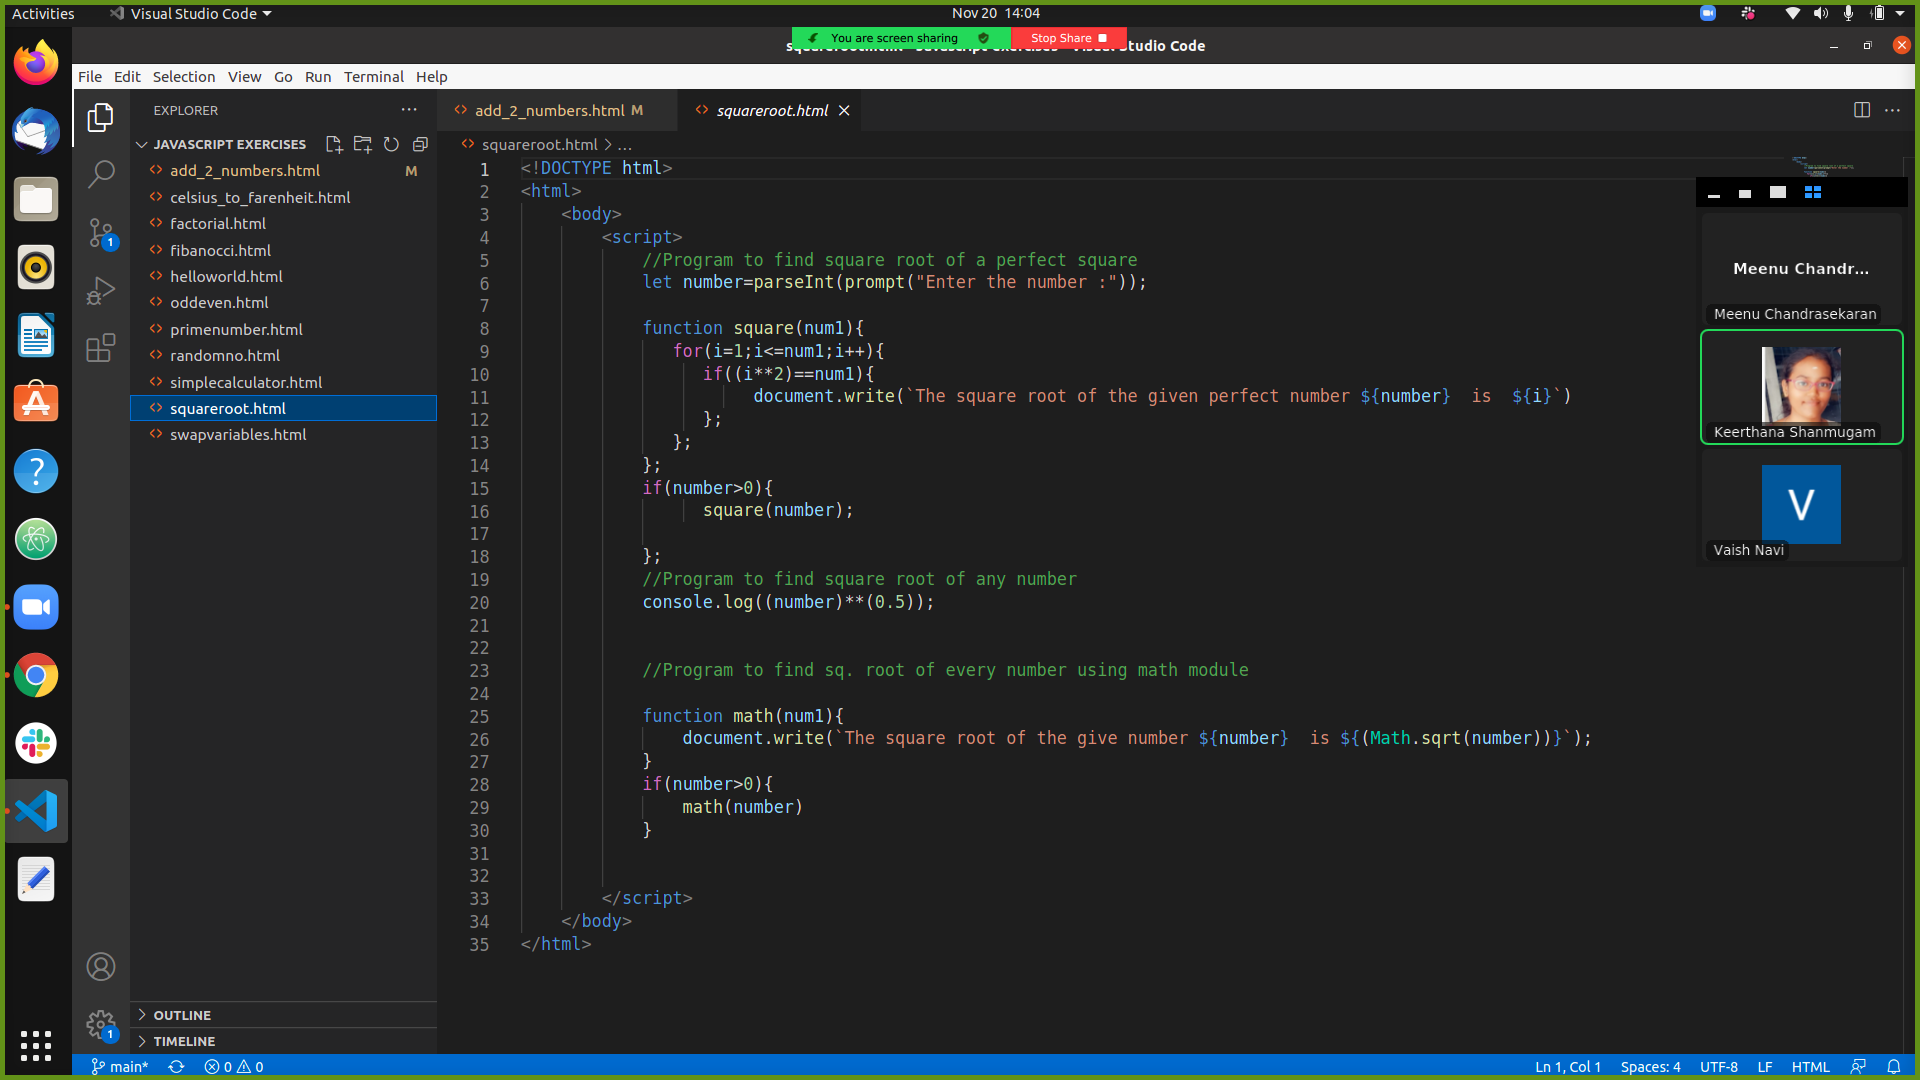 Activities
Visual Studio Code
Nov 20 14:04
You are screen sharing
Stop Share
Studio Code
File Edit Selection View Go Run Terminal Help
EXPLORER
JAVASCRIPT EXERCISES
add_2_numbers.html M
celsius_to_farenheit.html
factorial.html
fibanocci.html
helloworld.html
oddeven.html
primenumber.html
randomno.html
simplecalculator.html
squareroot.html
swapvariables.html
OUTLINE
TIMELINE
1
1
add_2_numbers.html M
squareroot.html
squareroot.html > ...
1 <!DOCTYPE html>
2 <html>
3 <body>
4 <script>
5 //Program to find square root of a perfect square
6 let number=parseInt(prompt("Enter the number :"));
7
8 function square(num1){
9 for(i=1;i<=num1;i++){
10 if((i**2)==num1){
11 document.write(`The square root of the given perfect number ${number}  is  ${i}`)
12 };
13 };
14 };
15 if(number>0){
16 square(number);
17
18 };
19 //Program to find square root of any number
20 console.log((number)**(0.5));
21
22
23 //Program to find sq. root of every number using math module
24
25 function math(num1){
26 document.write(`The square root of the give number ${number}  is ${(Math.sqrt(number))}`);
27 }
28 if(number>0){
29 math(number)
30 }
31
32
33 </script>
34 </body>
35 </html>
Meenu Chandr...
Meenu Chandrasekaran
Keerthana Shanmugam
V
Vaish Navi
main* 0 0
Ln 1, Col 1 Spaces: 4 UTF-8 LF HTML